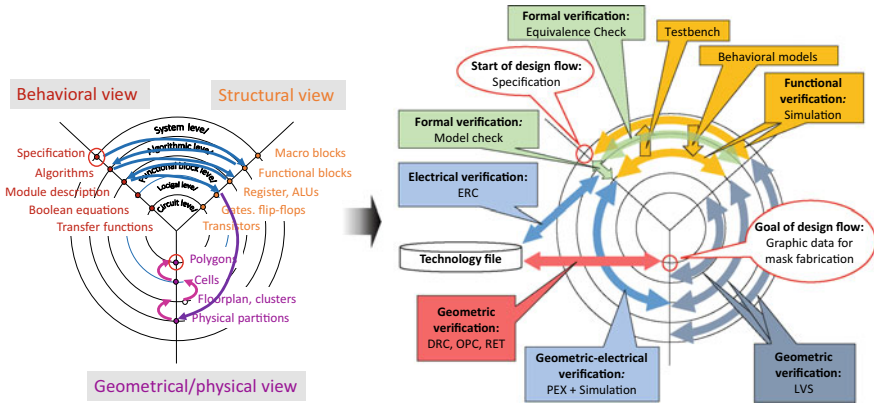 Behavioral view
Structural view
System level
Algorithmic level
Functional block level
Locigal level
Circuit level
Specification
Algorithms
Module description
Boolean equations
Transfer functions
Macro blocks
Functional blocks
Register, ALUs
Gates. flip-flops
Transistors
Polygons
Cells
Floorplan, clusters
Physical partitions
Geometrical/physical view
Formal verification:
Equivalence Check
Testbench
Behavioral models
Start of design flow:
Specification
Functional
verification:
Simulation
Formal verification:
Model check
Electrical verification:
ERC
Technology file
Goal of design flow:
Graphic data for
mask fabrication
Geometric
verification:
DRC, OPC, RET
Geometric-electrical
verification:
PEX + Simulation
Geometric
verification:
LVS